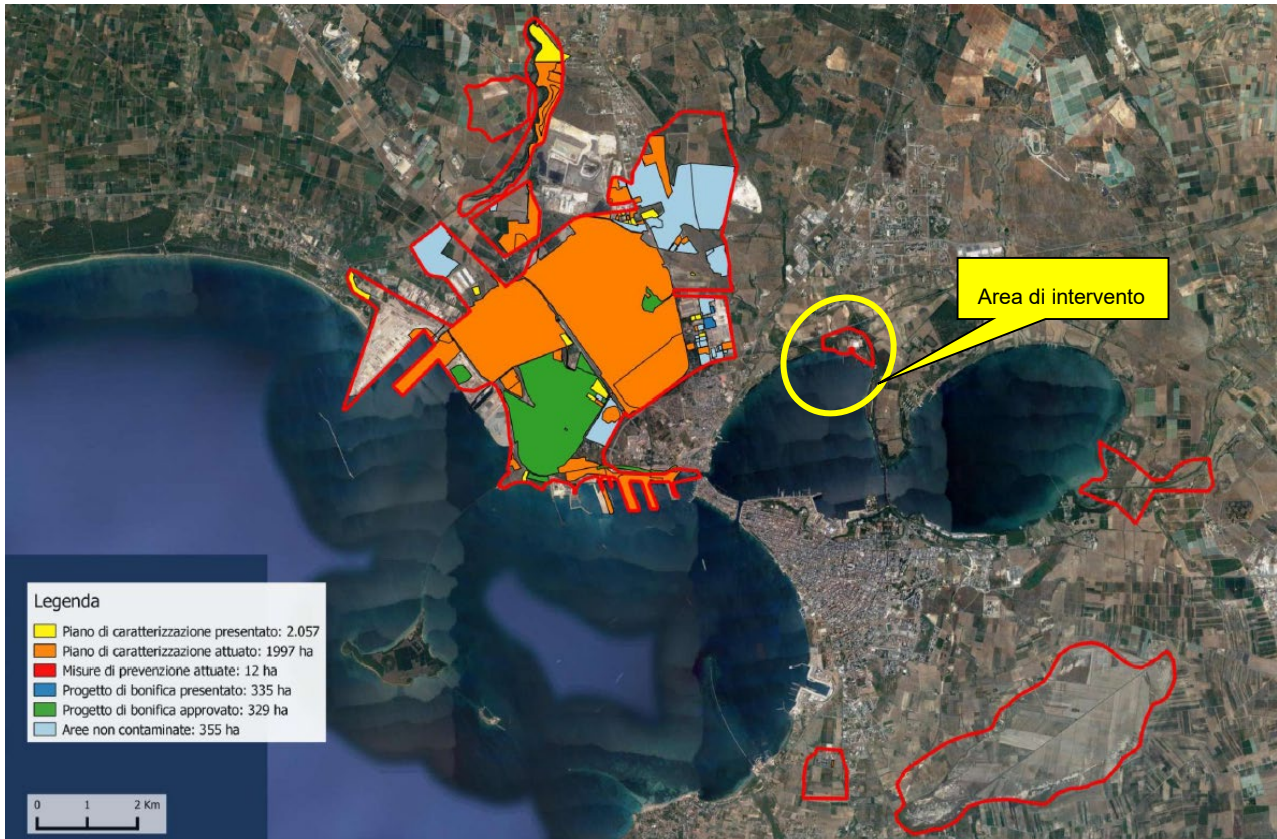 Area di intervento
Legenda
Piano di caratterizzazione presentato: 2.057
Piano di caratterizzazione attuato: 1997 ha
Misure di prevenzione attuate: 12 ha
Progetto di bonifica presentato: 335 ha
Progetto di bonifica approvato: 329 ha
Aree non contaminate: 355 ha
0 1 2 Km